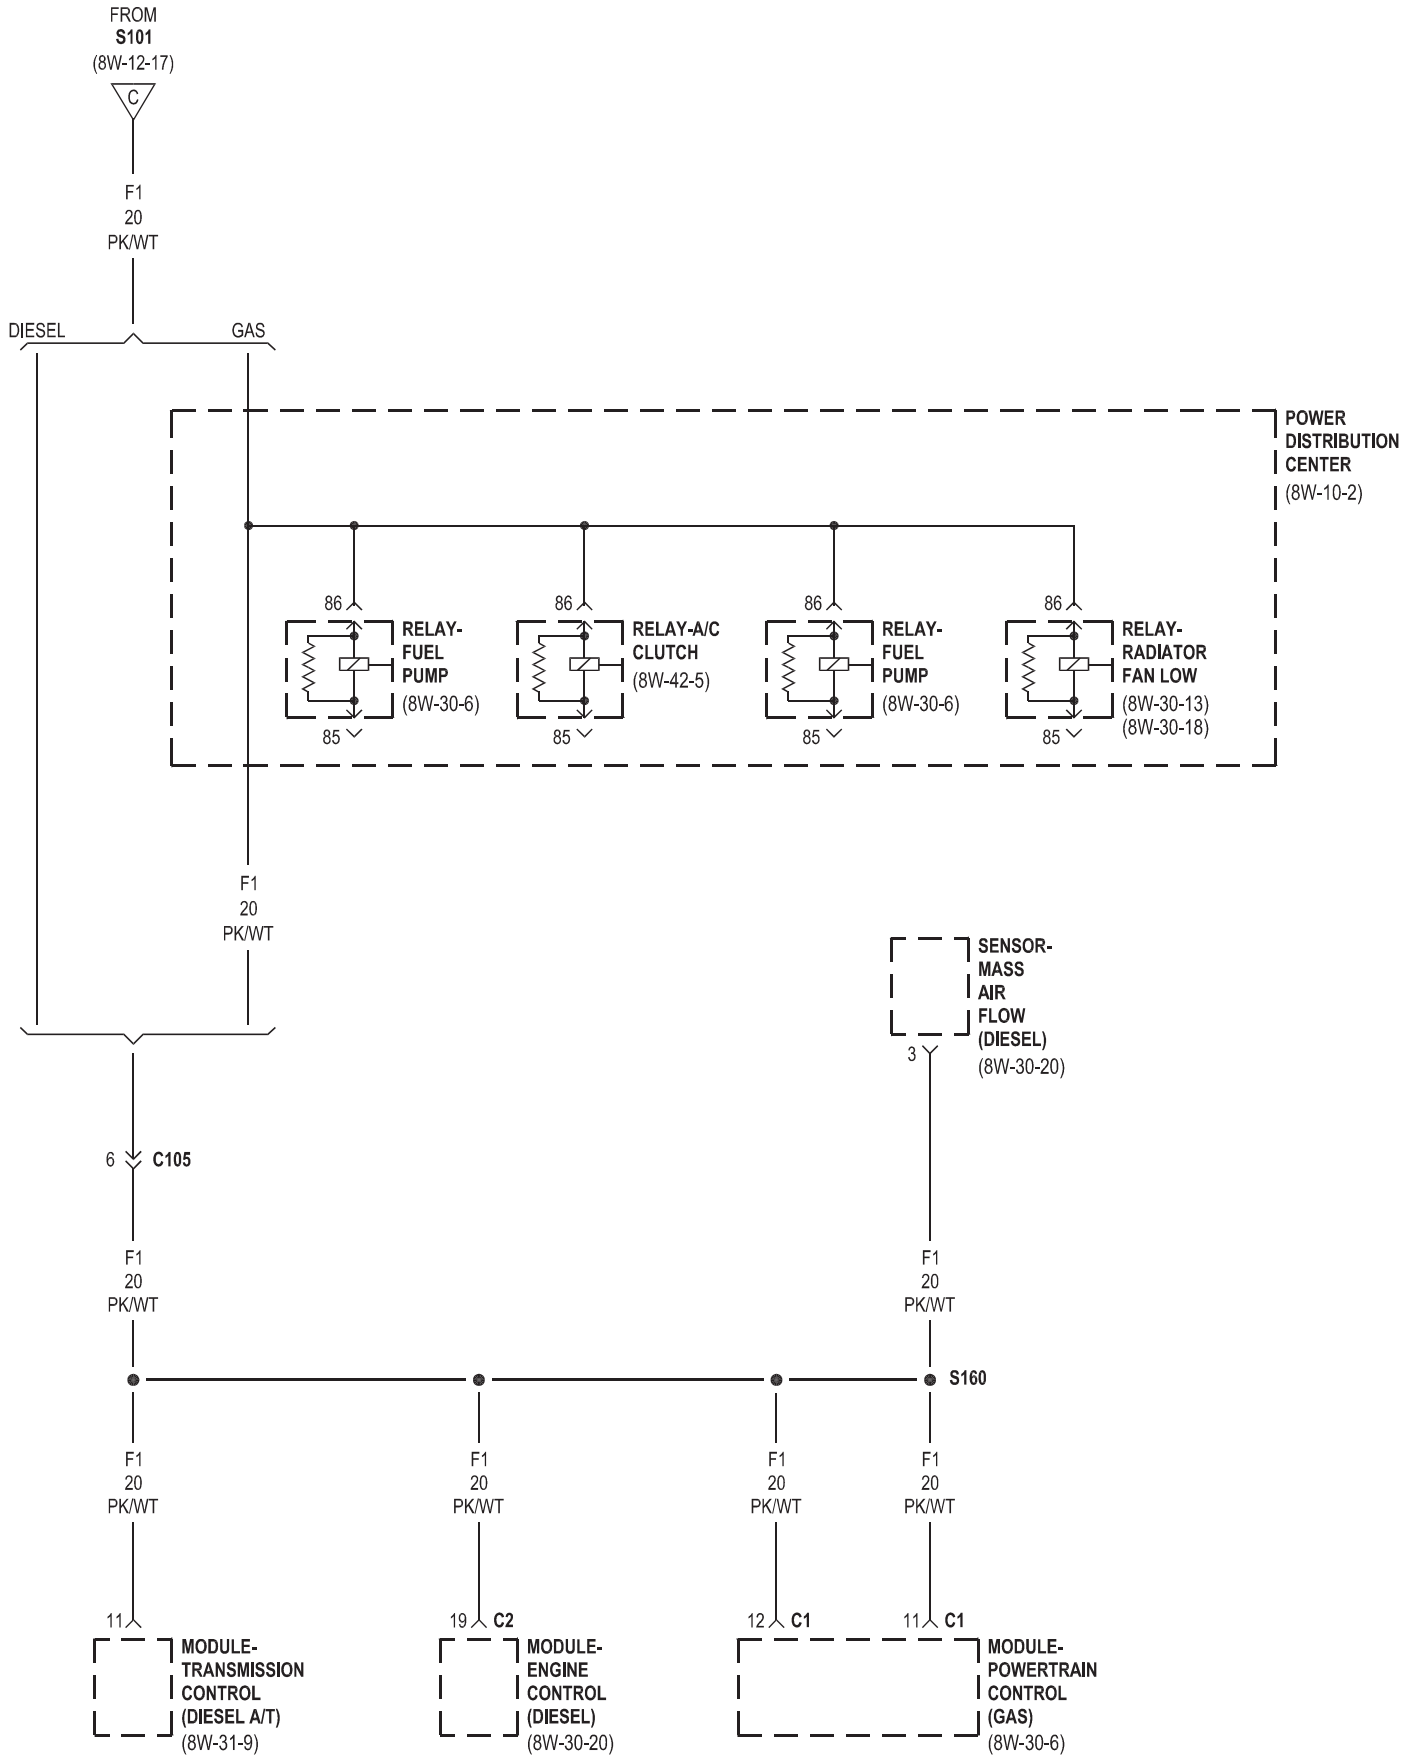 FROM
S101
(8W-12-17)
C
F1
20
PK/WT
DIESEL
GAS
POWER
DISTRIBUTION
CENTER
(8W-10-2)
86
RELAY-
FUEL
PUMP
(8W-30-6)
85
86
RELAY-A/C
CLUTCH
(8W-42-5)
85
86
RELAY-
FUEL
PUMP
(8W-30-6)
85
86
RELAY-
RADIATOR
FAN LOW
(8W-30-13)
(8W-30-18)
85
F1
20
PK/WT
SENSOR-
MASS
AIR
FLOW
(DIESEL)
(8W-30-20)
3
6
C105
F1
20
PK/WT
F1
20
PK/WT
S160
F1
20
PK/WT
F1
20
PK/WT
F1
20
PK/WT
F1
20
PK/WT
11
MODULE-
TRANSMISSION
CONTROL
(DIESEL A/T)
(8W-31-9)
19
C2
MODULE-
ENGINE
CONTROL
(DIESEL)
(8W-30-20)
12
C1
11
C1
MODULE-
POWERTRAIN
CONTROL
(GAS)
(8W-30-6)